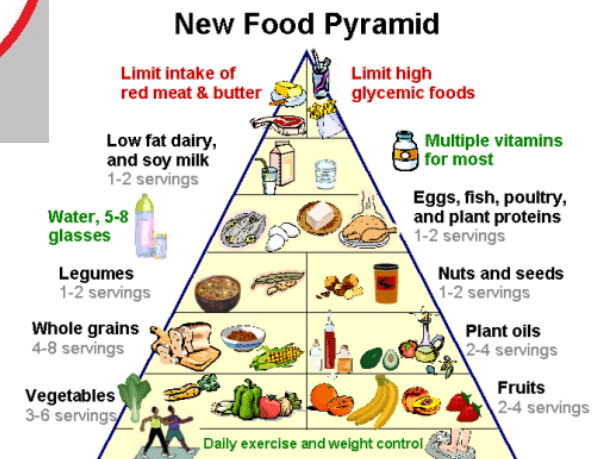 New Food Pyramid
Limit intake of
red meat & butter
Limit high
glycemic foods
Low fat dairy,
and soy milk
1-2 servings
Multiple vitamins
for most
Water, 5-8
glasses
Eggs, fish, poultry,
and plant proteins
1-2 servings
Legumes
1-2 servings
Nuts and seeds
1-2 servings
Whole grains
4-8 servings
Plant oils
2-4 servings
Vegetables
3-6 servings
Fruits
2-4 servings
Daily exercise and weight control